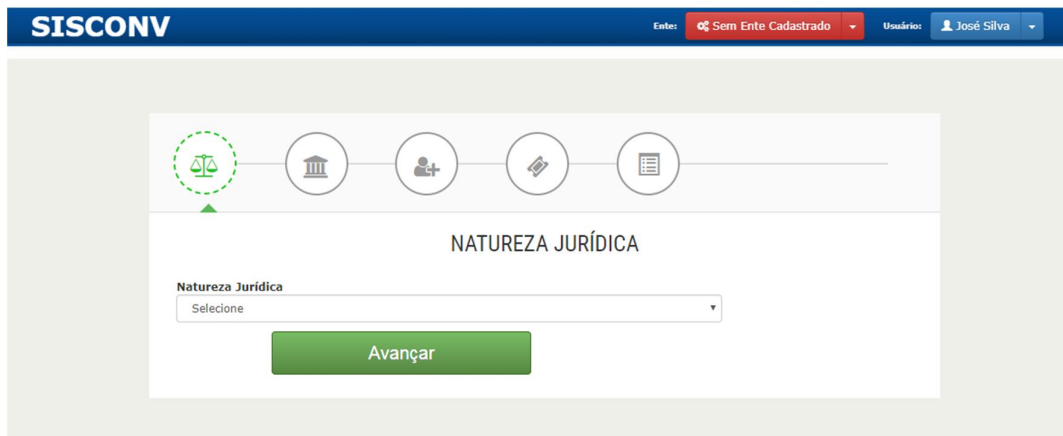 SISCONV
Ente: Sem Ente Cadastrado Usuário: José Silva
NATUREZA JURÍDICA
Natureza Jurídica
Selecione
Avançar